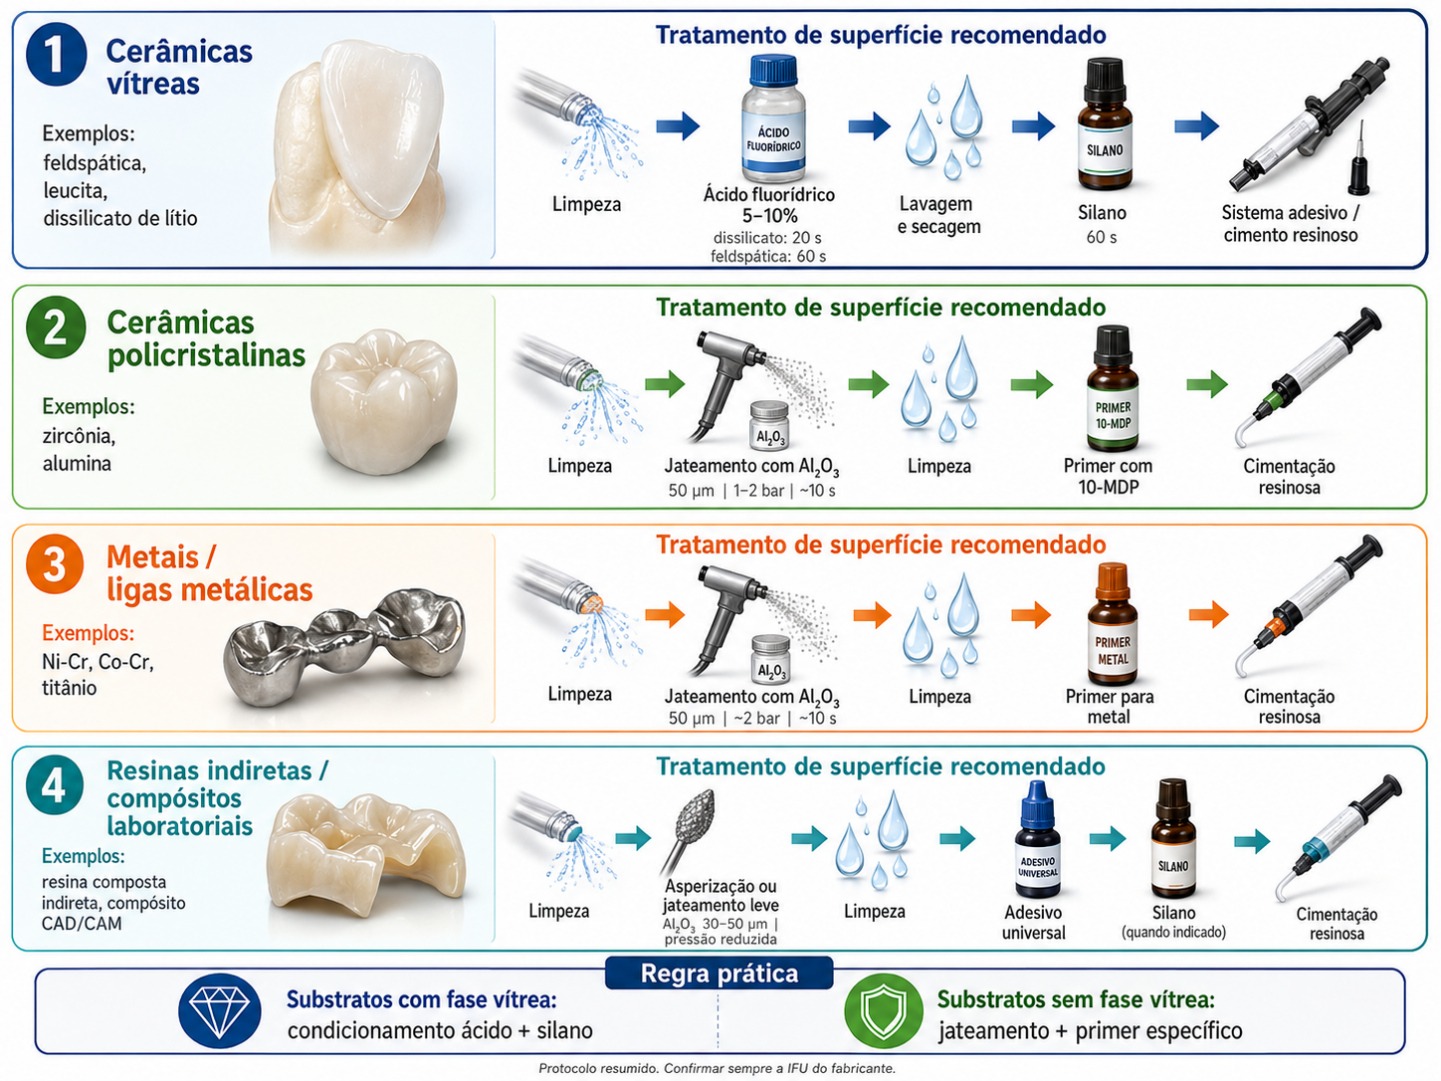 1
Cerâmicas
vítreas
Exemplos:
feldspática,
leucita,
dissilicato de lítio
Tratamento de superfície recomendado
ÁCIDO
FLUORÍDRICO
SILANO
Limpeza
Ácido fluorídrico
5–10%
dissilicato: 20 s
feldspática: 60 s
Lavagem
e secagem
Silano
60 s
Sistema adesivo /
cimento resinoso
2
Cerâmicas
policristalinas
Exemplos:
zircônia,
alumina
Tratamento de superfície recomendado
Al₂O₃
PRIMER
10-MDP
Limpeza
Jateamento com Al₂O₃
50 µm | 1–2 bar | ~10 s
Limpeza
Primer com
10-MDP
Cimentação
resinosa
3
Metais /
ligas metálicas
Exemplos:
Ni-Cr, Co-Cr,
titânio
Tratamento de superfície recomendado
Al₂O₃
PRIMER
METAL
Limpeza
Jateamento com Al₂O₃
50 µm | ~2 bar | ~10 s
Limpeza
Primer para
metal
Cimentação
resinosa
4
Resinas indiretas /
compósitos
laboratoriais
Exemplos:
resina composta
indireta, compósito
CAD/CAM
Tratamento de superfície recomendado
ADESIVO
UNIVERSAL
SILANO
Limpeza
Asperização ou
jateamento leve
Al₂O₃ 30–50 µm |
pressão reduzida
Limpeza
Adesivo
universal
Silano
(quando indicado)
Cimentação
resinosa
Regra prática
Substratos com fase vítrea:
condicionamento ácido + silano
Substratos sem fase vítrea:
jateamento + primer específico
Protocolo resumido. Confirmar sempre a IFU do fabricante.